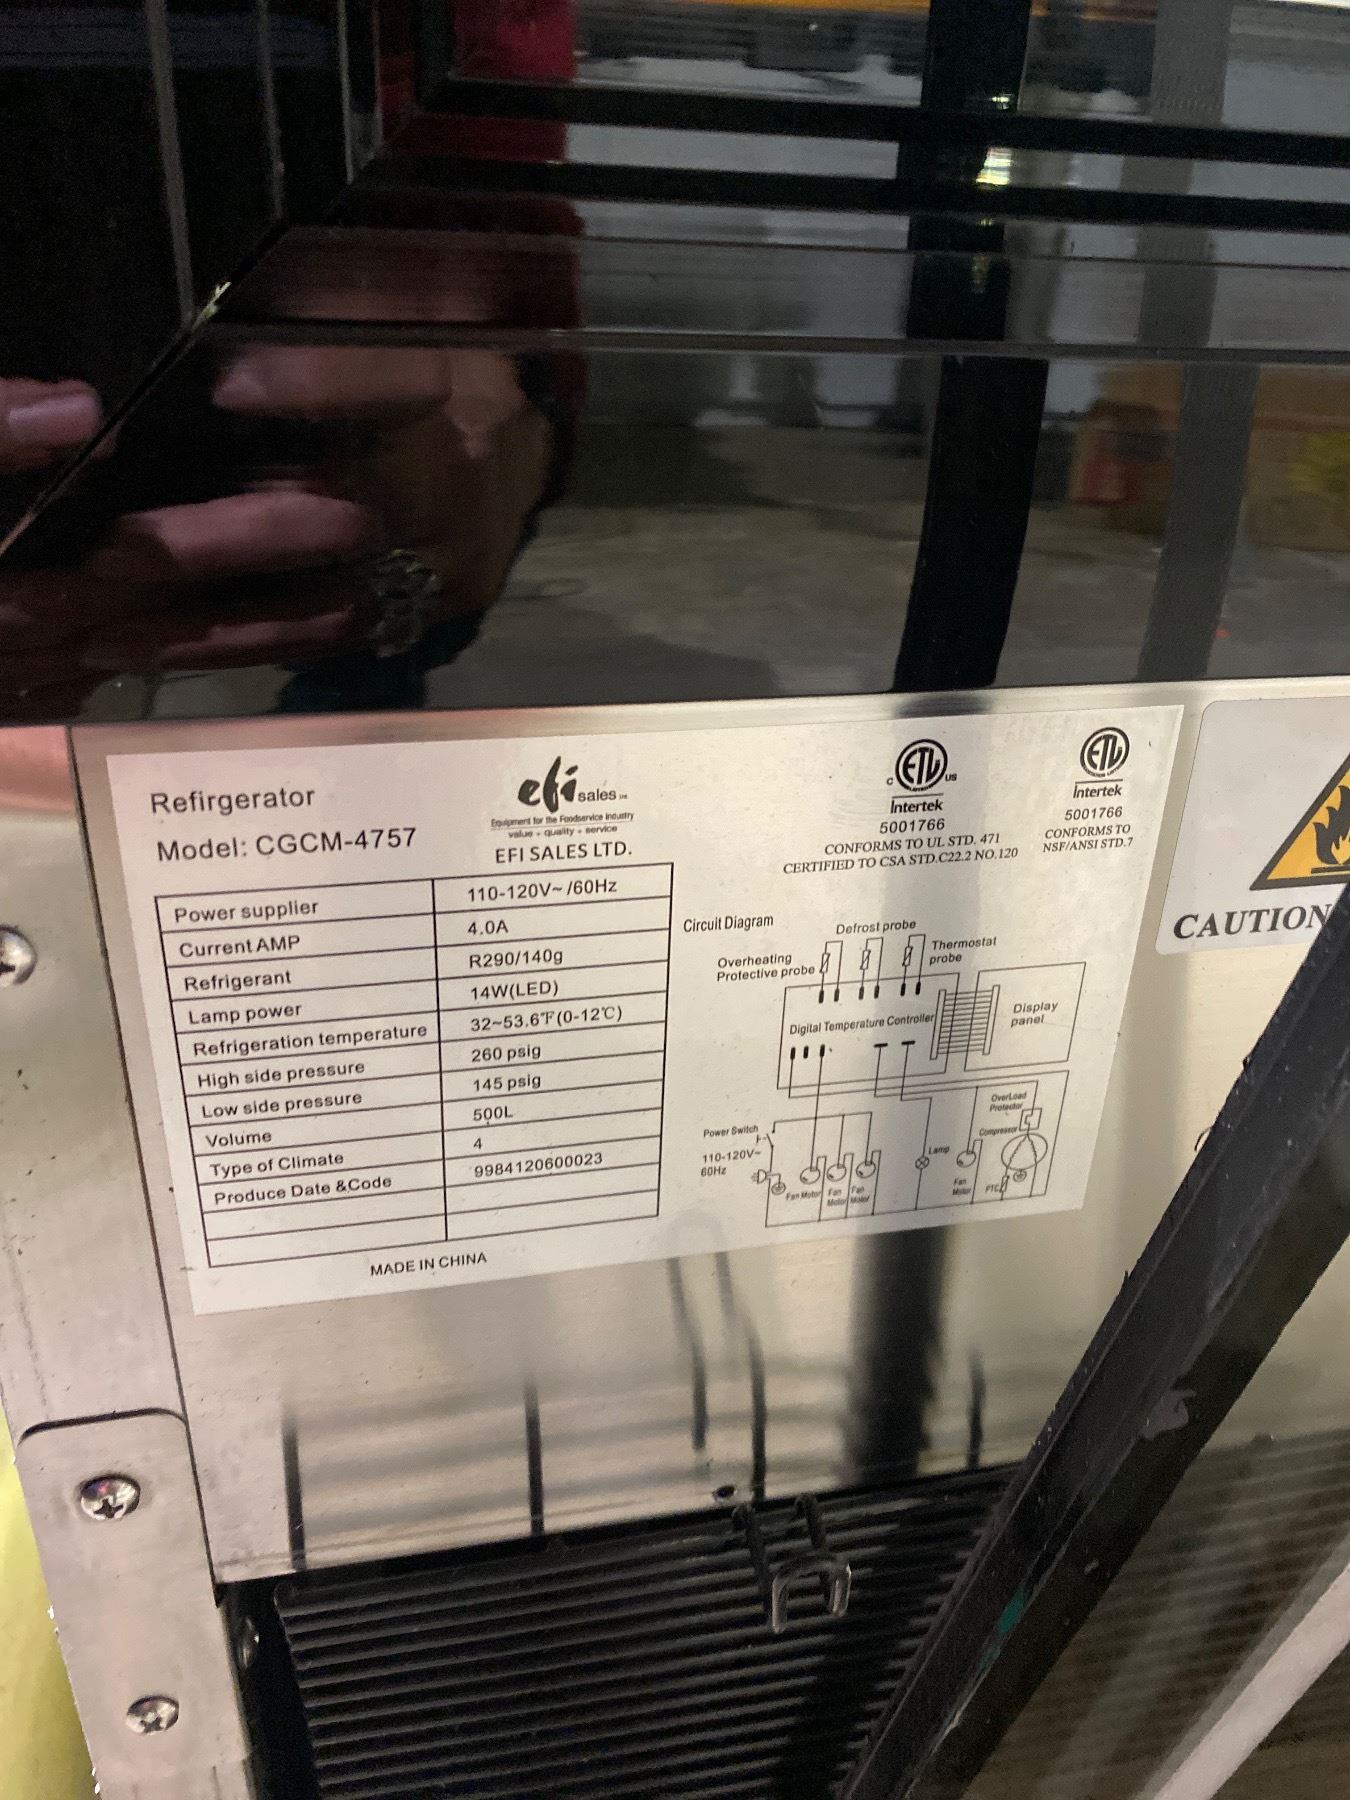 Refirgerator
Model: CGCM-4757
efi sales LTD.
Equipment for the Foodservice Industry
value + quality + service
EFI SALES LTD.
C ETL US
Intertek
5001766
CONFORMS TO UL STD. 471
CERTIFIED TO CSA STD.C22.2 NO.120
ETL
Intertek
5001766
CONFORMS TO
NSF/ANSI STD.7
Power supplier 110-120V~ /60Hz
Current AMP 4.0A
Refrigerant R290/140g
Lamp power 14W(LED)
Refrigeration temperature 32~53.6℉(0-12℃)
High side pressure 260 psig
Low side pressure 145 psig
Volume 500L
Type of Climate 4
Produce Date &Code 9984120600023
MADE IN CHINA
Circuit Diagram
Defrost probe
Overheating
Protective probe
Thermostat
probe
Digital Temperature Controller
Display
panel
OverLoad
Protector
Compressor
Power Switch
110-120V~
60Hz
Lamp
Fan Motor
Fan
Motor
Fan
Motor
Fan
Motor
PTC
CAUTION